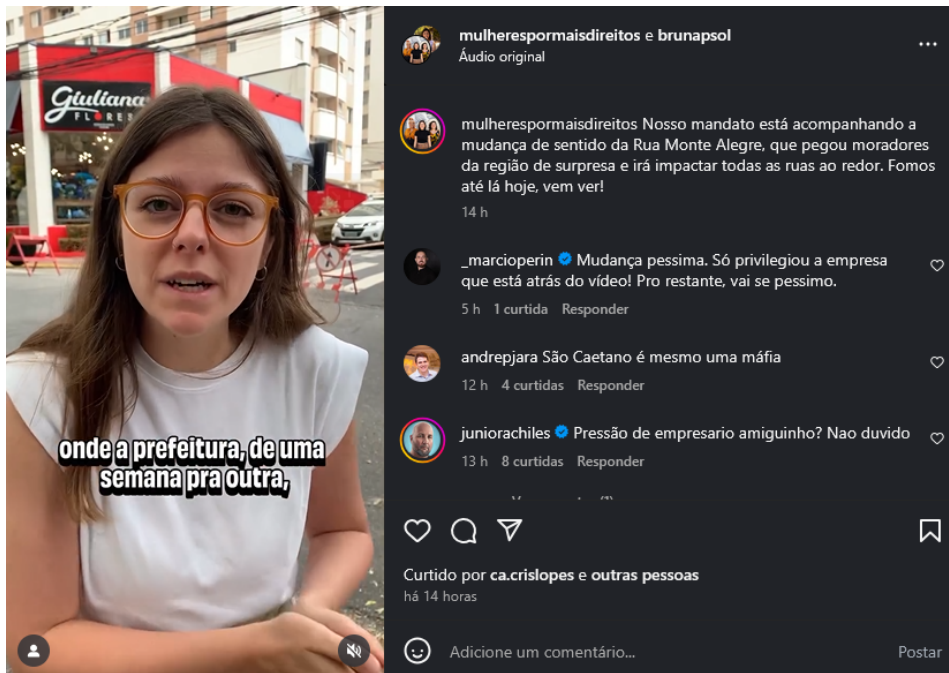 Giuliana
FLORES
onde a prefeitura, de uma
semana pra outra,
mulherespormaisdireitos e brunapsol
Áudio original
mulherespormaisdireitos Nosso mandato está acompanhando a
mudança de sentido da Rua Monte Alegre, que pegou moradores
da região de surpresa e irá impactar todas as ruas ao redor. Fomos
até lá hoje, vem ver!
14 h
_marcioperin Mudança pessima. Só privilegiou a empresa
que está atrás do vídeo! Pro restante, vai se pessimo.
5 h 1 curtida Responder
andrepjara São Caetano é mesmo uma máfia
12 h 4 curtidas Responder
juniorachiles Pressão de empresario amiguinho? Nao duvido
13 h 8 curtidas Responder
Curtido por ca.crislopes e outras pessoas
há 14 horas
Adicione um comentário...
Postar